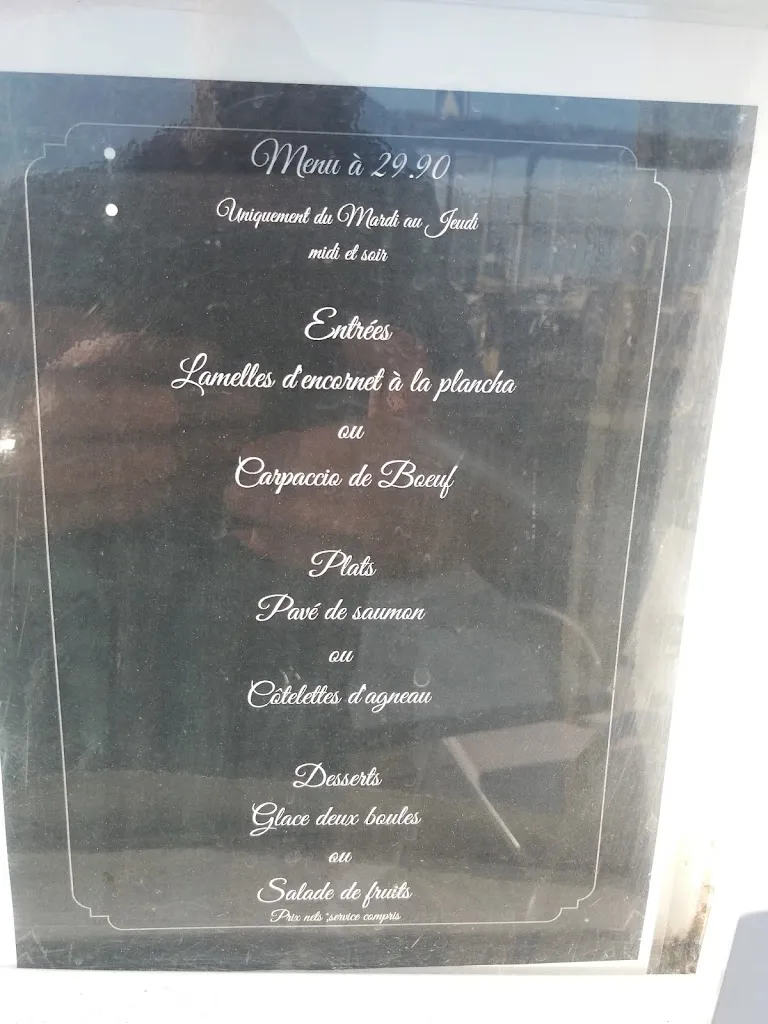 Menu à 29.90
Uniquement du Mardi au Jeudi
midi et soir
Entrées
Lamelles d'encornet à la plancha
ou
Carpaccio de Boeuf
Plats
Pavé de saumon
ou
Côtelettes d'agneau
Desserts
Glace deux boules
ou
Salade de fruits
Prix nets ;service compris